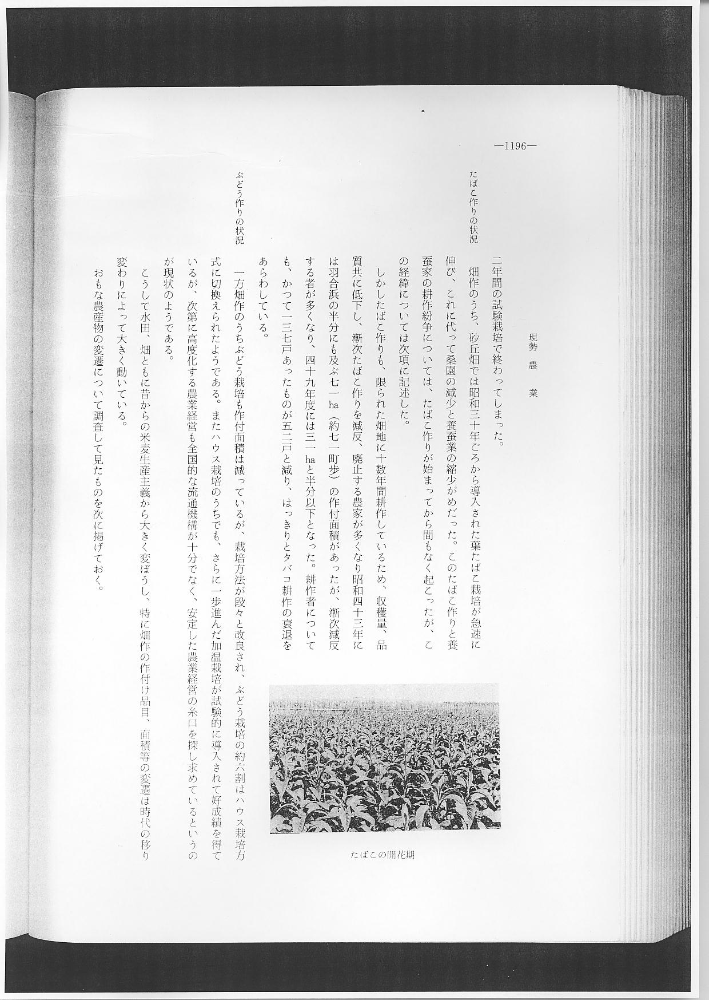 —1196—
現勢 農 業
二年間の試験栽培で終わってしまった。
たばこ作りの状況
畑作のうち、砂丘畑では昭和三十年ごろから導入された葉たばこ栽培が急速に
伸び、これに代って桑園の減少と養蚕業の縮少がめだった。このたばこ作りと養
蚕家の耕作紛争については、たばこ作りが始まってから間もなく起こったが、こ
の経緯については次項に記述した。
しかしたばこ作りも、限られた畑地に十数年間耕作しているため、収穫量、品
質共に低下し、漸次たばこ作りを減反、廃止する農家が多くなり昭和四十三年に
は羽合浜の半分にも及ぶ七一ha（約七一町歩）の作付面積があったが、漸次減反
する者が多くなり、四十九年度には三一haと半分以下となった。耕作者について
も、かつて一三七戸あったものが五二戸と減り、はっきりとタバコ耕作の衰退を
あらわしている。
ぶどう作りの状況
一方畑作のうちぶどう栽培も作付面積は減っているが、栽培方法が段々と改良され、ぶどう栽培の約六割はハウス栽培方
式に切換えられたようである。またハウス栽培のうちでも、さらに一歩進んだ加温栽培が試験的に導入されて好成績を得て
いるが、次第に高度化する農業経営も全国的な流通機構が十分でなく、安定した農業経営の糸口を探し求めているというの
が現状のようである。
こうして水田、畑ともに昔からの米麦生産主義から大きく変ぼうし、特に畑作の作付け品目、面積等の変遷は時代の移り
変わりによって大きく動いている。
おもな農産物の変遷について調査して見たものを次に掲げておく。
たばこの開花期